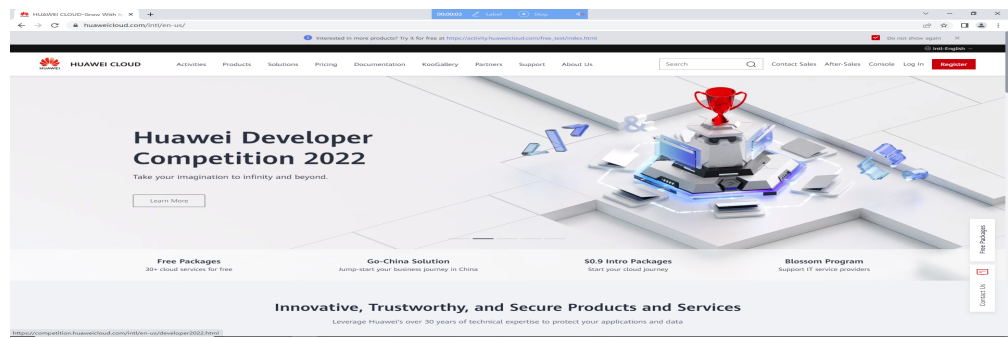 HUAWEI CLOUD-Grow With In
00:00:03 Label Stop
huaweicloud.com/intl/en-us/
Interested in more products? Try it for free at https://activity.huaweicloud.com/free_test/index.html
Do not show again
Intl-English
HUAWEI
HUAWEI CLOUD Activities Products Solutions Pricing Documentation KooGallery Partners Support About Us Search Contact Sales After-Sales Console Log In Register
Huawei Developer
Competition 2022
Take your imagination to infinity and beyond.
Learn More
Free Packages
Contact Us
Free Packages Go-China Solution $0.9 Intro Packages Blossom Program
30+ cloud services for free Jump-start your business journey in China Start your cloud journey Support IT service providers
Innovative, Trustworthy, and Secure Products and Services
Leverage Huawei's over 30 years of technical expertise to protect your applications and data
https://competition.huaweicloud.com/intl/en-us/developer2022.html